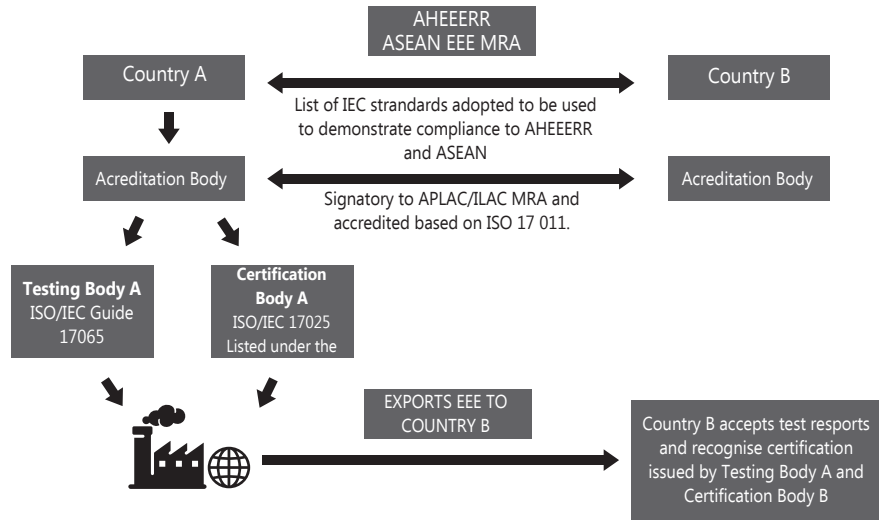 AHEEERR
ASEAN EEE MRA
Country A
Country B
List of IEC strandards adopted to be used
to demonstrate compliance to AHEEERR
and ASEAN
Acreditation Body
Acreditation Body
Signatory to APLAC/ILAC MRA and
accredited based on ISO 17 011.
Testing Body A
ISO/IEC Guide
17065
Certification
Body A
ISO/IEC 17025
Listed under the
EXPORTS EEE TO
COUNTRY B
Country B accepts test resports
and recognise certification
issued by Testing Body A and
Certification Body B